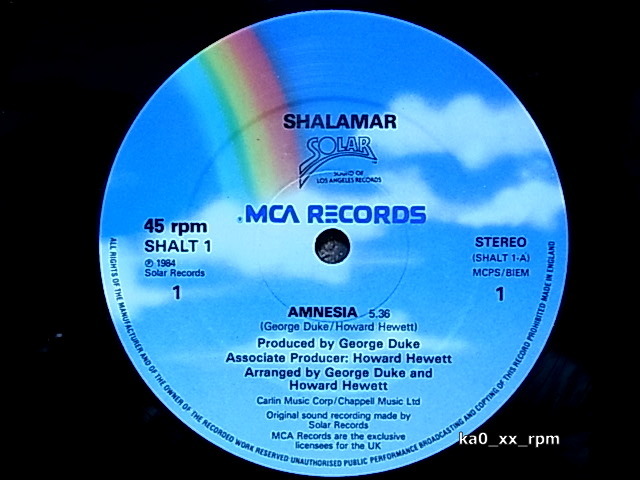 SHALAMAR
SOLAR
SOUND OF
LOS ANGELES RECORDS
MCA RECORDS
45 rpm
SHALT 1
℗ 1984
Solar Records
1
STEREO
(SHALT 1-A)
MCPS/BIEM
1
AMNESIA 5.36
(George Duke/Howard Hewett)
Produced by George Duke
Associate Producer: Howard Hewett
Arranged by George Duke and
Howard Hewett
Carlin Music Corp/Chappell Music Ltd
Original sound recording made by
Solar Records
MCA Records are the exclusive
licensees for the UK
ALL RIGHTS OF THE MANUFACTURER AND OF THE OWNER OF THE RECORDED WORK RESERVED UNAUTHORISED PUBLIC PERFORMANCE BROADCASTING AND COPYING OF THIS RECORD PROHIBITED MADE IN ENGLAND
ka0_xx_rpm